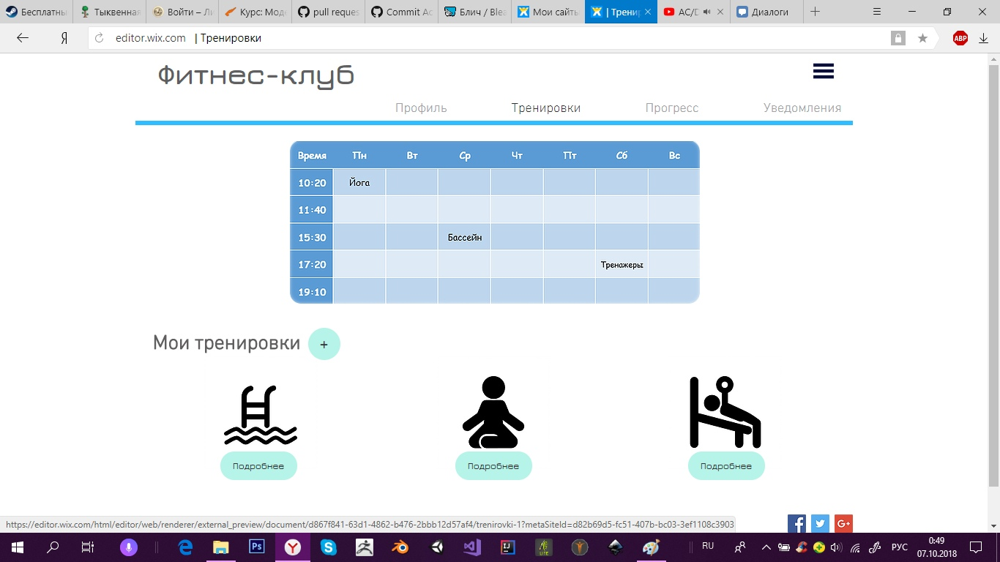 Бесплатны
Тыквенная
Войти – Ли
Курс: Мод
pull reques
Commit Ac
Блич / Blea
Мои сайты
| Трени
AC/D
Диалоги
Я
editor.wix.com | Тренировки
ABP
Фитнес-клуб
Профиль
Тренировки
Прогресс
Уведомления
Время Пн Вт Ср Чт Пт Сб Вс
10:20 Йога
11:40
15:30 Бассейн
17:20 Тренажеры
19:10
Мои тренировки +
Подробнее
Подробнее
Подробнее
https://editor.wix.com/html/editor/web/renderer/external_preview/document/d867f841-63d1-4862-b476-2bbb12d57af4/trenirovki-1?metaSiteId=d82b69d5-fc51-407b-bc03-3ef1108c3903
f
G+
Ps
Y
S
IJ
LITE
RU
РУС
0:49
07.10.2018